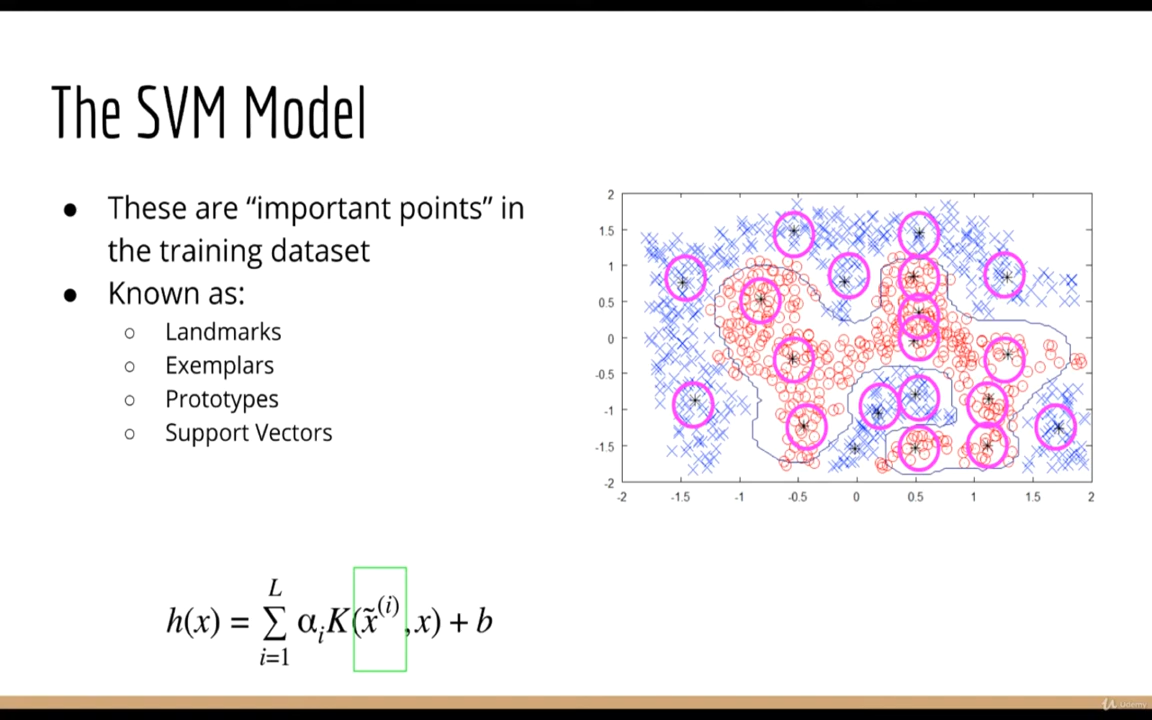 The SVM Model
● These are “important points” in
the training dataset
● Known as:
○ Landmarks
○ Exemplars
○ Prototypes
○ Support Vectors
2
1.5
1
0.5
0
-0.5
-1
-1.5
-2
-2 -1.5 -1 -0.5 0 0.5 1 1.5 2
h(x) = ∑_{i=1}^{L} α_i K(x̃^{(i)}, x) + b
Udemy